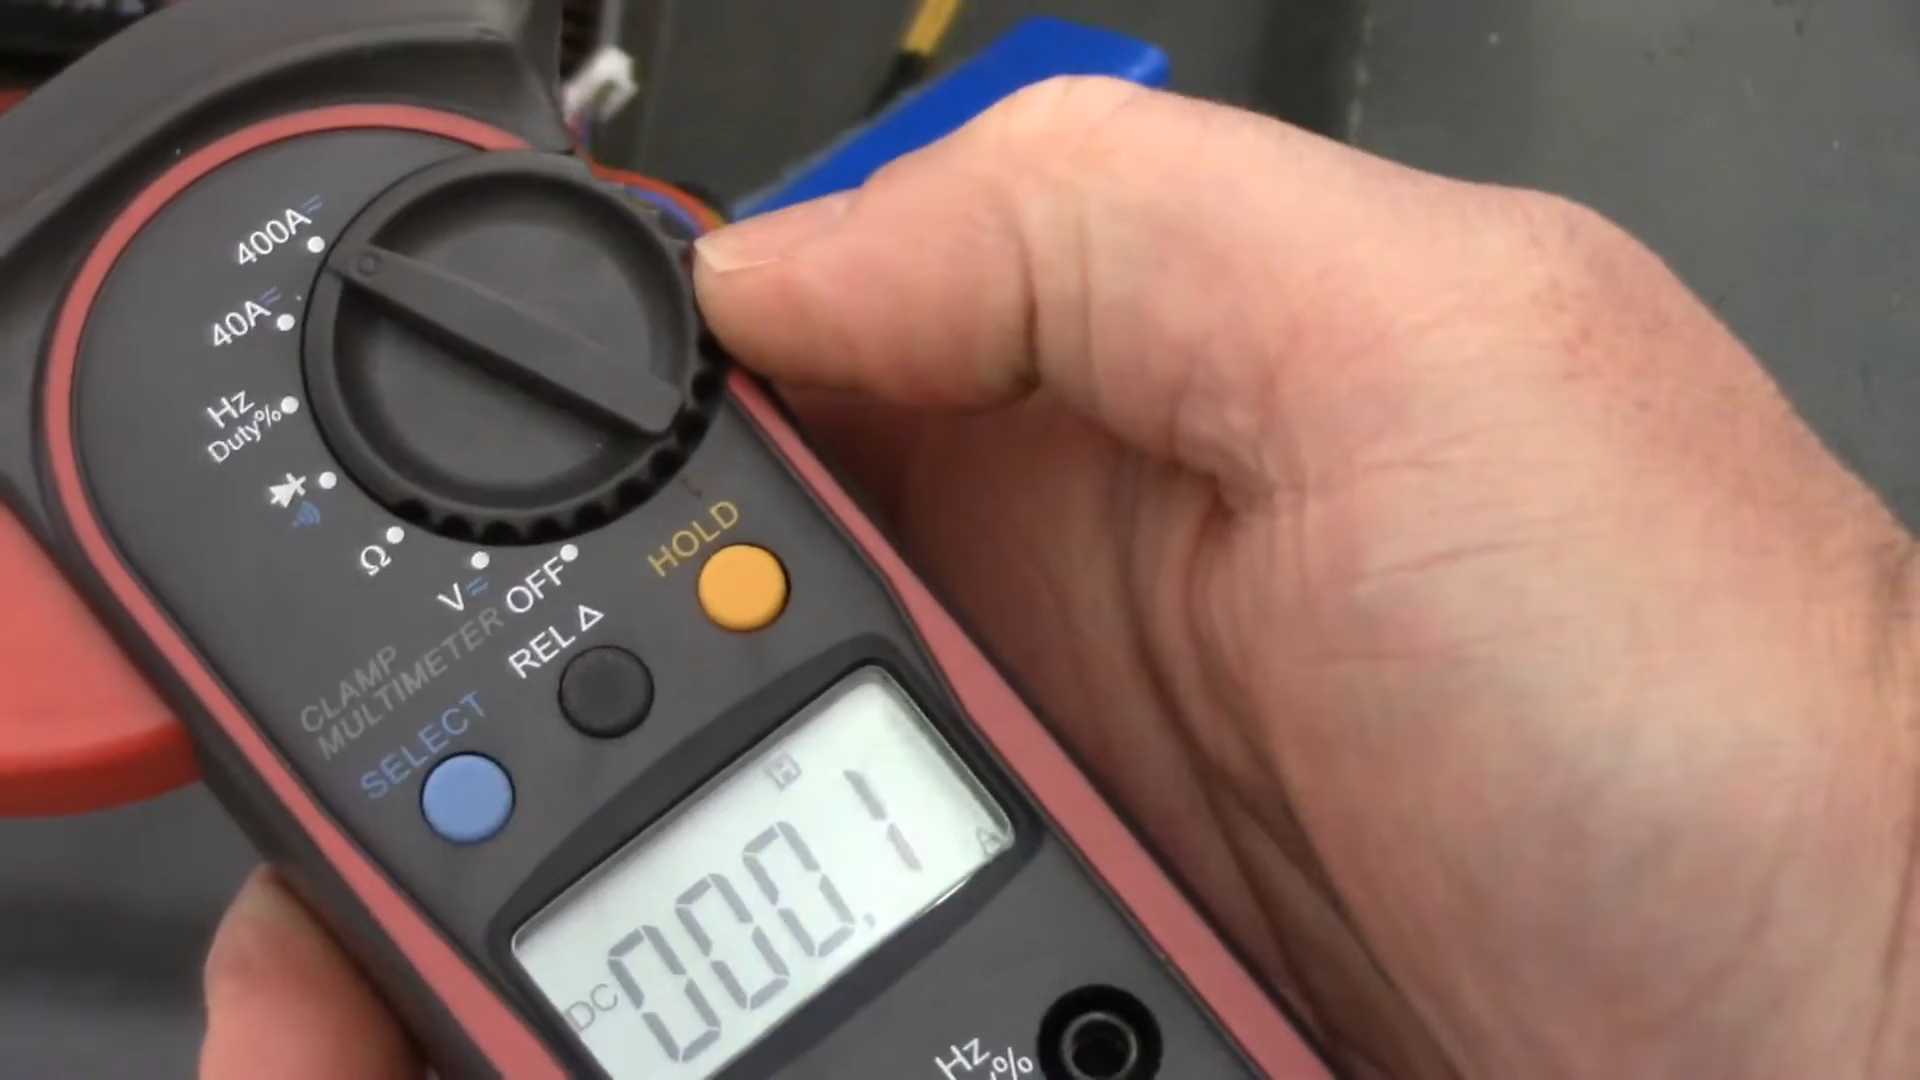 400A
40A
Hz
Duty%
Ω
V
OFF
HOLD
REL Δ
CLAMP
MULTIMETER
SELECT
H
DC 000.1 A
Hz
%